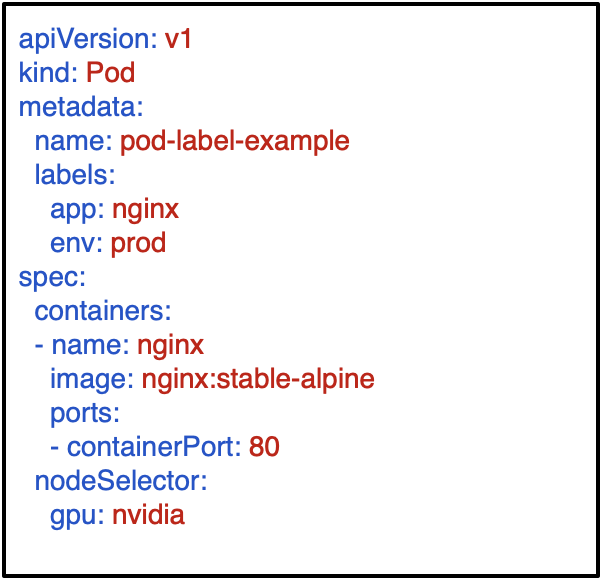 apiVersion: v1
kind: Pod
metadata:
  name: pod-label-example
  labels:
    app: nginx
    env: prod
spec:
  containers:
  - name: nginx
    image: nginx:stable-alpine
    ports:
    - containerPort: 80
  nodeSelector:
    gpu: nvidia